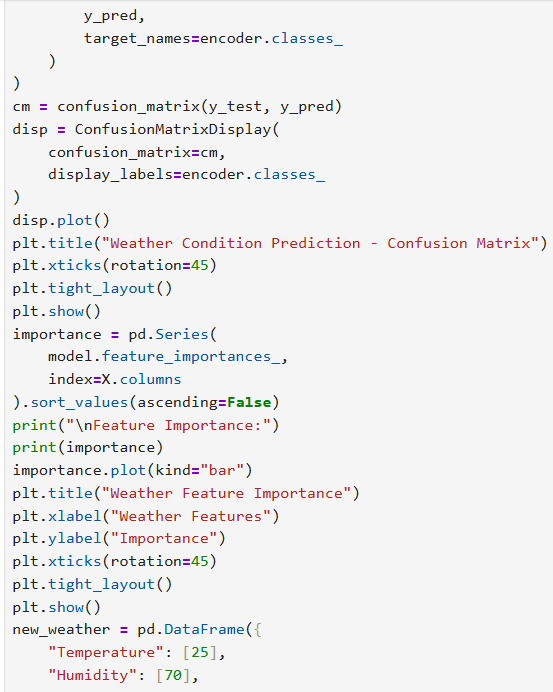 y_pred,
        target_names=encoder.classes_
    )
)
cm = confusion_matrix(y_test, y_pred)
disp = ConfusionMatrixDisplay(
    confusion_matrix=cm,
    display_labels=encoder.classes_
)
disp.plot()
plt.title("Weather Condition Prediction - Confusion Matrix")
plt.xticks(rotation=45)
plt.tight_layout()
plt.show()
importance = pd.Series(
    model.feature_importances_,
    index=X.columns
).sort_values(ascending=False)
print("\nFeature Importance:")
print(importance)
importance.plot(kind="bar")
plt.title("Weather Feature Importance")
plt.xlabel("Weather Features")
plt.ylabel("Importance")
plt.xticks(rotation=45)
plt.tight_layout()
plt.show()
new_weather = pd.DataFrame({
    "Temperature": [25],
    "Humidity": [70],